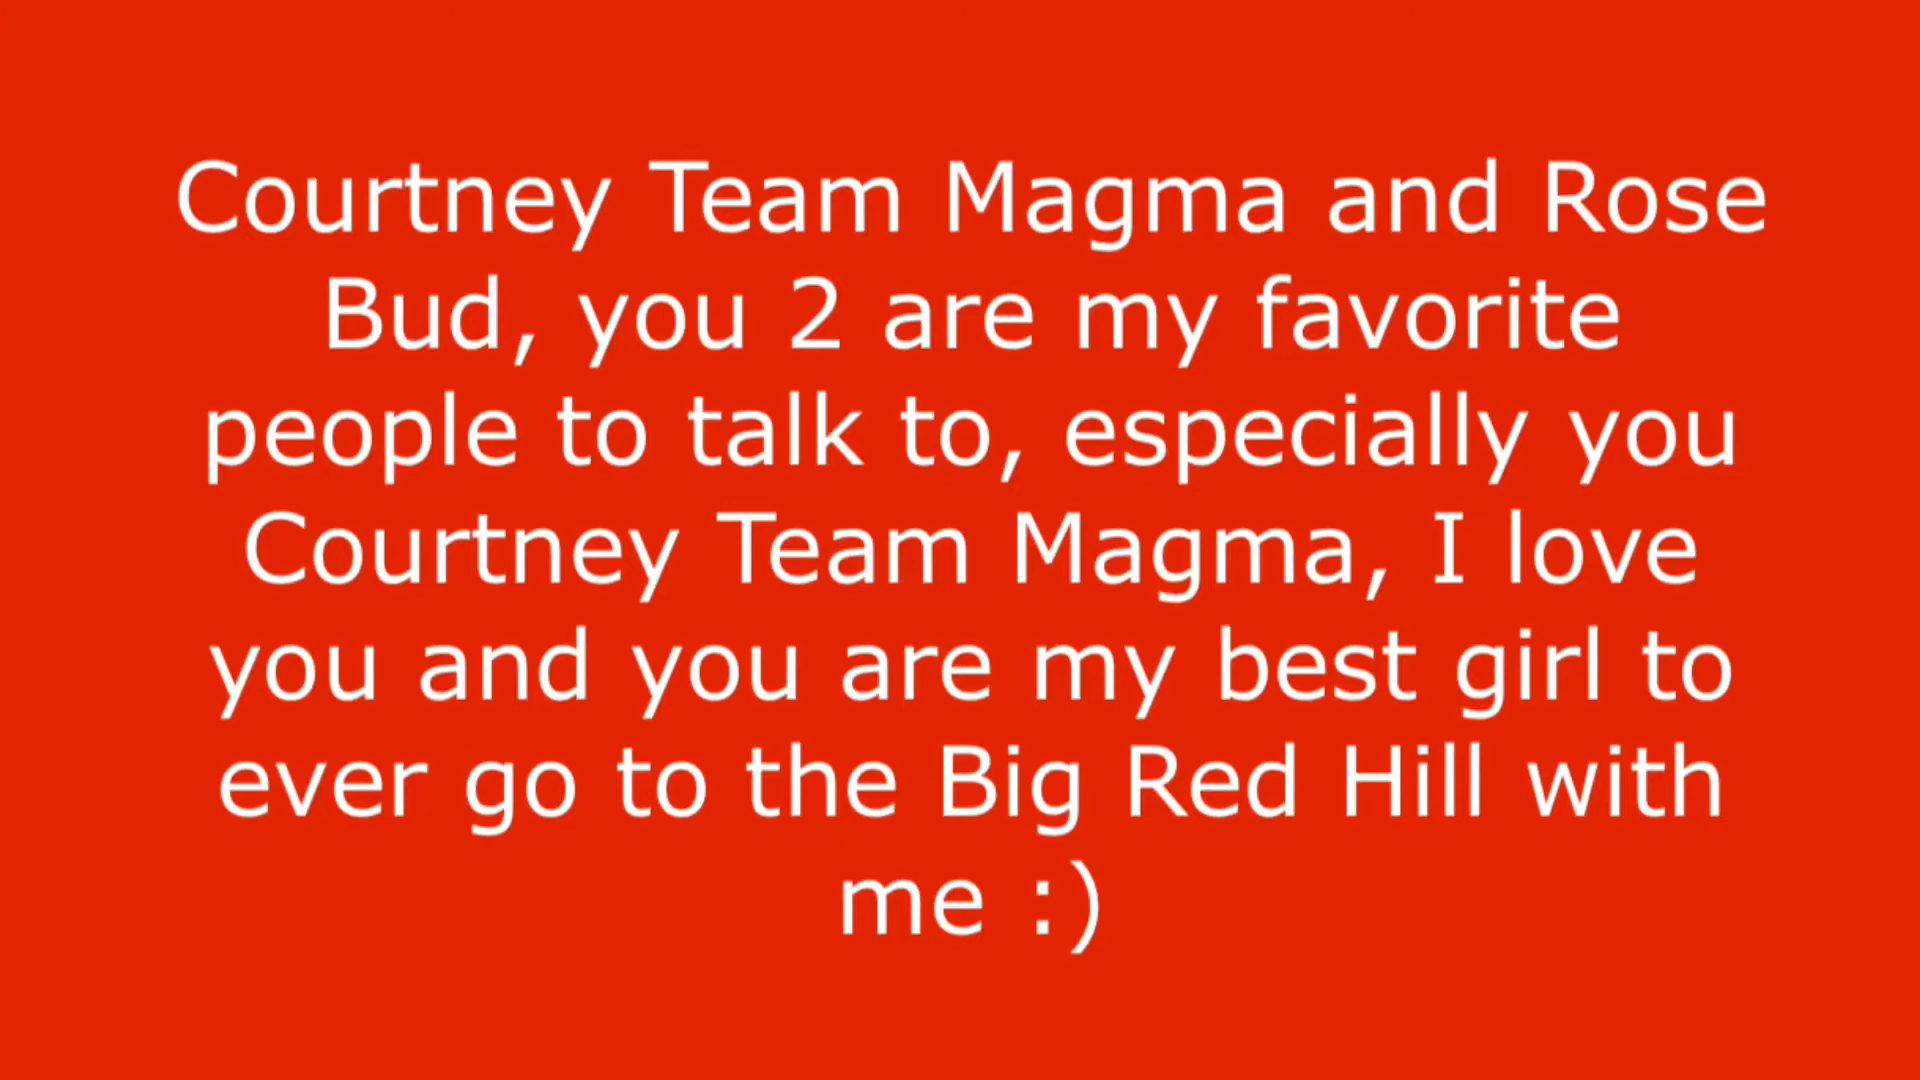 Courtney Team Magma and Rose
Bud, you 2 are my favorite
people to talk to, especially you
Courtney Team Magma, I love
you and you are my best girl to
ever go to the Big Red Hill with
me :)